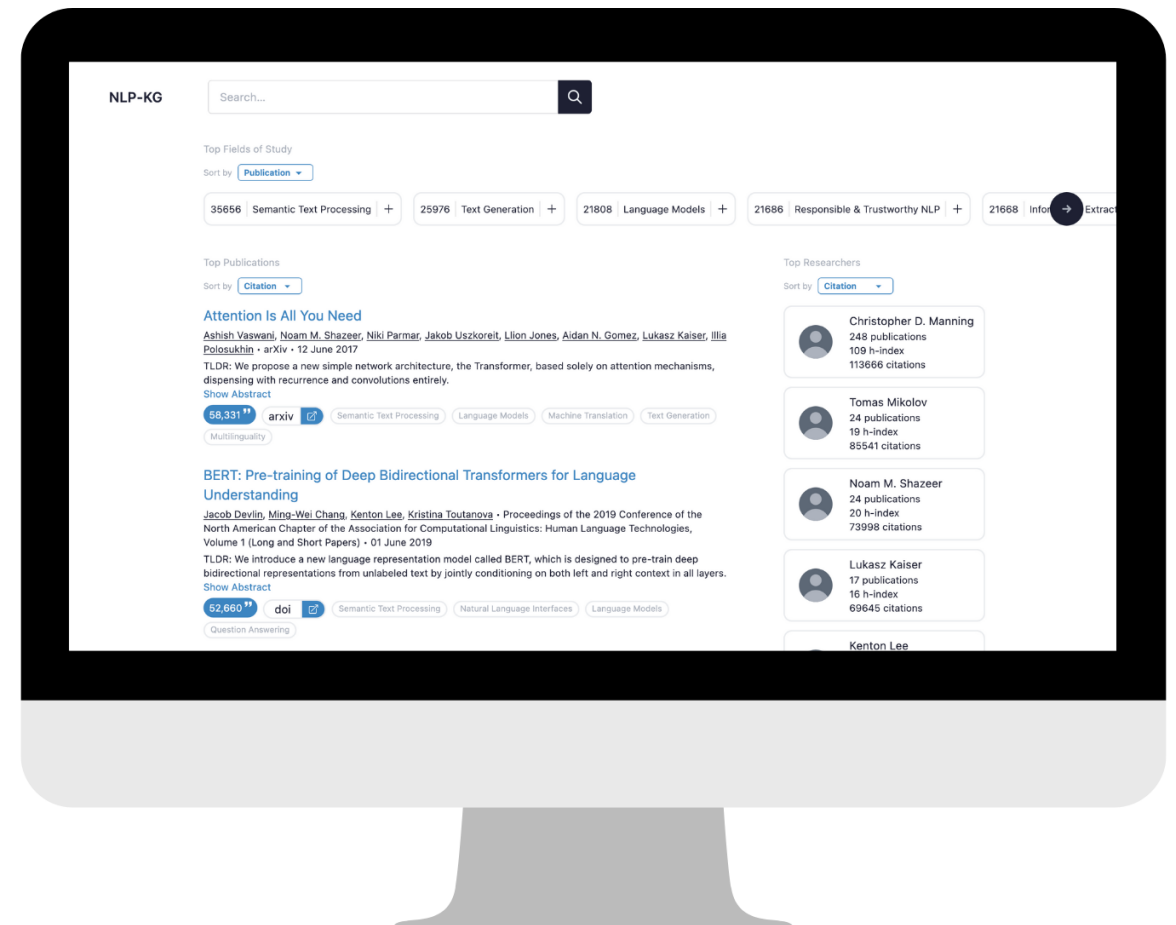 NLP-KG
Search...
Top Fields of Study
Sort by Publication
35656 Semantic Text Processing +
25976 Text Generation +
21808 Language Models +
21686 Responsible & Trustworthy NLP +
21668 Infor Extract
Top Publications
Sort by Citation
Attention Is All You Need
Ashish Vaswani, Noam M. Shazeer, Niki Parmar, Jakob Uszkoreit, Llion Jones, Aidan N. Gomez, Lukasz Kaiser, Illia
Polosukhin • arXiv • 12 June 2017
TLDR: We propose a new simple network architecture, the Transformer, based solely on attention mechanisms,
dispensing with recurrence and convolutions entirely.
Show Abstract
58,331 ” arxiv Semantic Text Processing Language Models Machine Translation Text Generation
Multilinguality
BERT: Pre-training of Deep Bidirectional Transformers for Language
Understanding
Jacob Devlin, Ming-Wei Chang, Kenton Lee, Kristina Toutanova • Proceedings of the 2019 Conference of the
North American Chapter of the Association for Computational Linguistics: Human Language Technologies,
Volume 1 (Long and Short Papers) • 01 June 2019
TLDR: We introduce a new language representation model called BERT, which is designed to pre-train deep
bidirectional representations from unlabeled text by jointly conditioning on both left and right context in all layers.
Show Abstract
52,660 ” doi Semantic Text Processing Natural Language Interfaces Language Models
Question Answering
Top Researchers
Sort by Citation
Christopher D. Manning
248 publications
109 h-index
113666 citations
Tomas Mikolov
24 publications
19 h-index
85541 citations
Noam M. Shazeer
24 publications
20 h-index
73998 citations
Lukasz Kaiser
17 publications
16 h-index
69645 citations
Kenton Lee